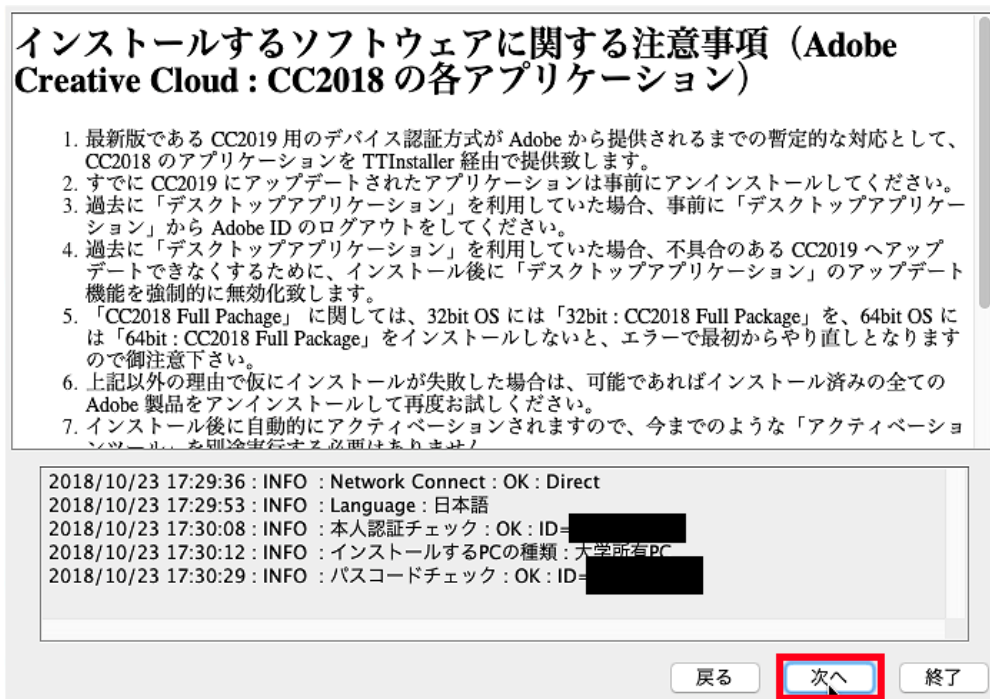 インストールするソフトウェアに関する注意事項（Adobe
Creative Cloud : CC2018 の各アプリケーション）
1. 最新版である CC2019 用のデバイス認証方式が Adobe から提供されるまでの暫定的な対応として、
CC2018 のアプリケーションを TTInstaller 経由で提供致します。
2. すでに CC2019 にアップデートされたアプリケーションは事前にアンインストールしてください。
3. 過去に「デスクトップアプリケーション」を利用していた場合、事前に「デスクトップアプリケー
ション」から Adobe ID のログアウトをしてください。
4. 過去に「デスクトップアプリケーション」を利用していた場合、不具合のある CC2019 へアップ
デートできなくするために、インストール後に「デスクトップアプリケーション」のアップデート
機能を強制的に無効化致します。
5. 「CC2018 Full Pachage」 に関しては、32bit OS には「32bit : CC2018 Full Package」を、64bit OS に
は「64bit : CC2018 Full Package」をインストールしないと、エラーで最初からやり直しとなります
ので御注意下さい。
6. 上記以外の理由で仮にインストールが失敗した場合は、可能であればインストール済みの全ての
Adobe 製品をアンインストールして再度お試しください。
7. インストール後に自動的にアクティベーションされますので、今までのような「アクティベーショ
ンツール」を別途実行する必要はありません
2018/10/23 17:29:36 : INFO : Network Connect : OK : Direct
2018/10/23 17:29:53 : INFO : Language : 日本語
2018/10/23 17:30:08 : INFO : 本人認証チェック : OK : ID=
2018/10/23 17:30:12 : INFO : インストールするPCの種類 : 大学所有PC
2018/10/23 17:30:29 : INFO : パスコードチェック : OK : ID=
戻る 次へ 終了